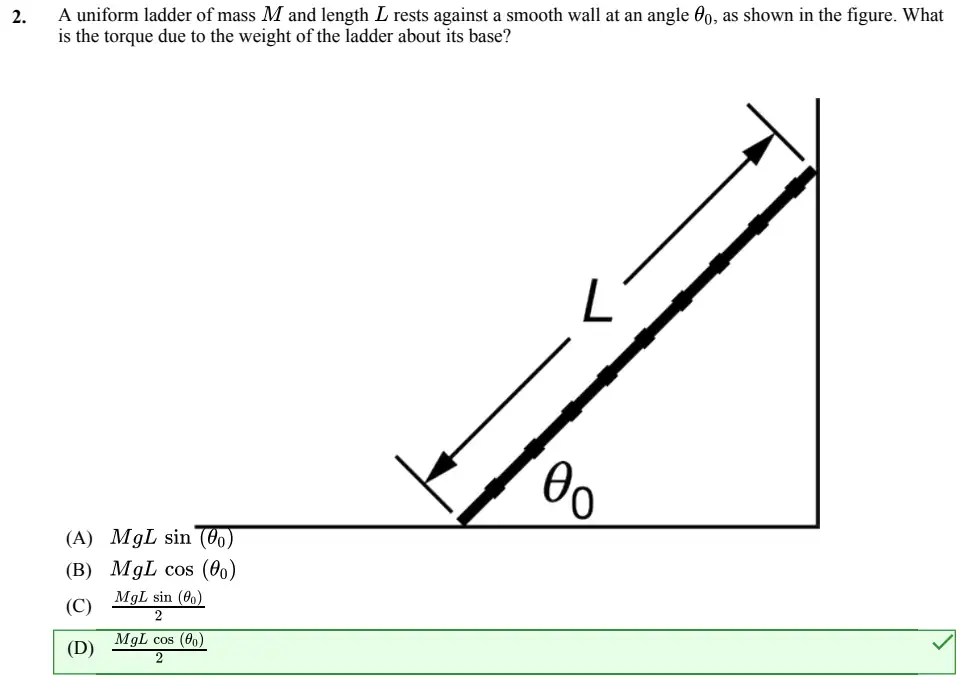 2. A uniform ladder of mass M and length L rests against a smooth wall at an angle θ₀, as shown in the figure. What
is the torque due to the weight of the ladder about its base?
L
θ₀
(A) MgL sin (θ₀)
(B) MgL cos (θ₀)
(C) MgL sin (θ₀) / 2
(D) MgL cos (θ₀) / 2